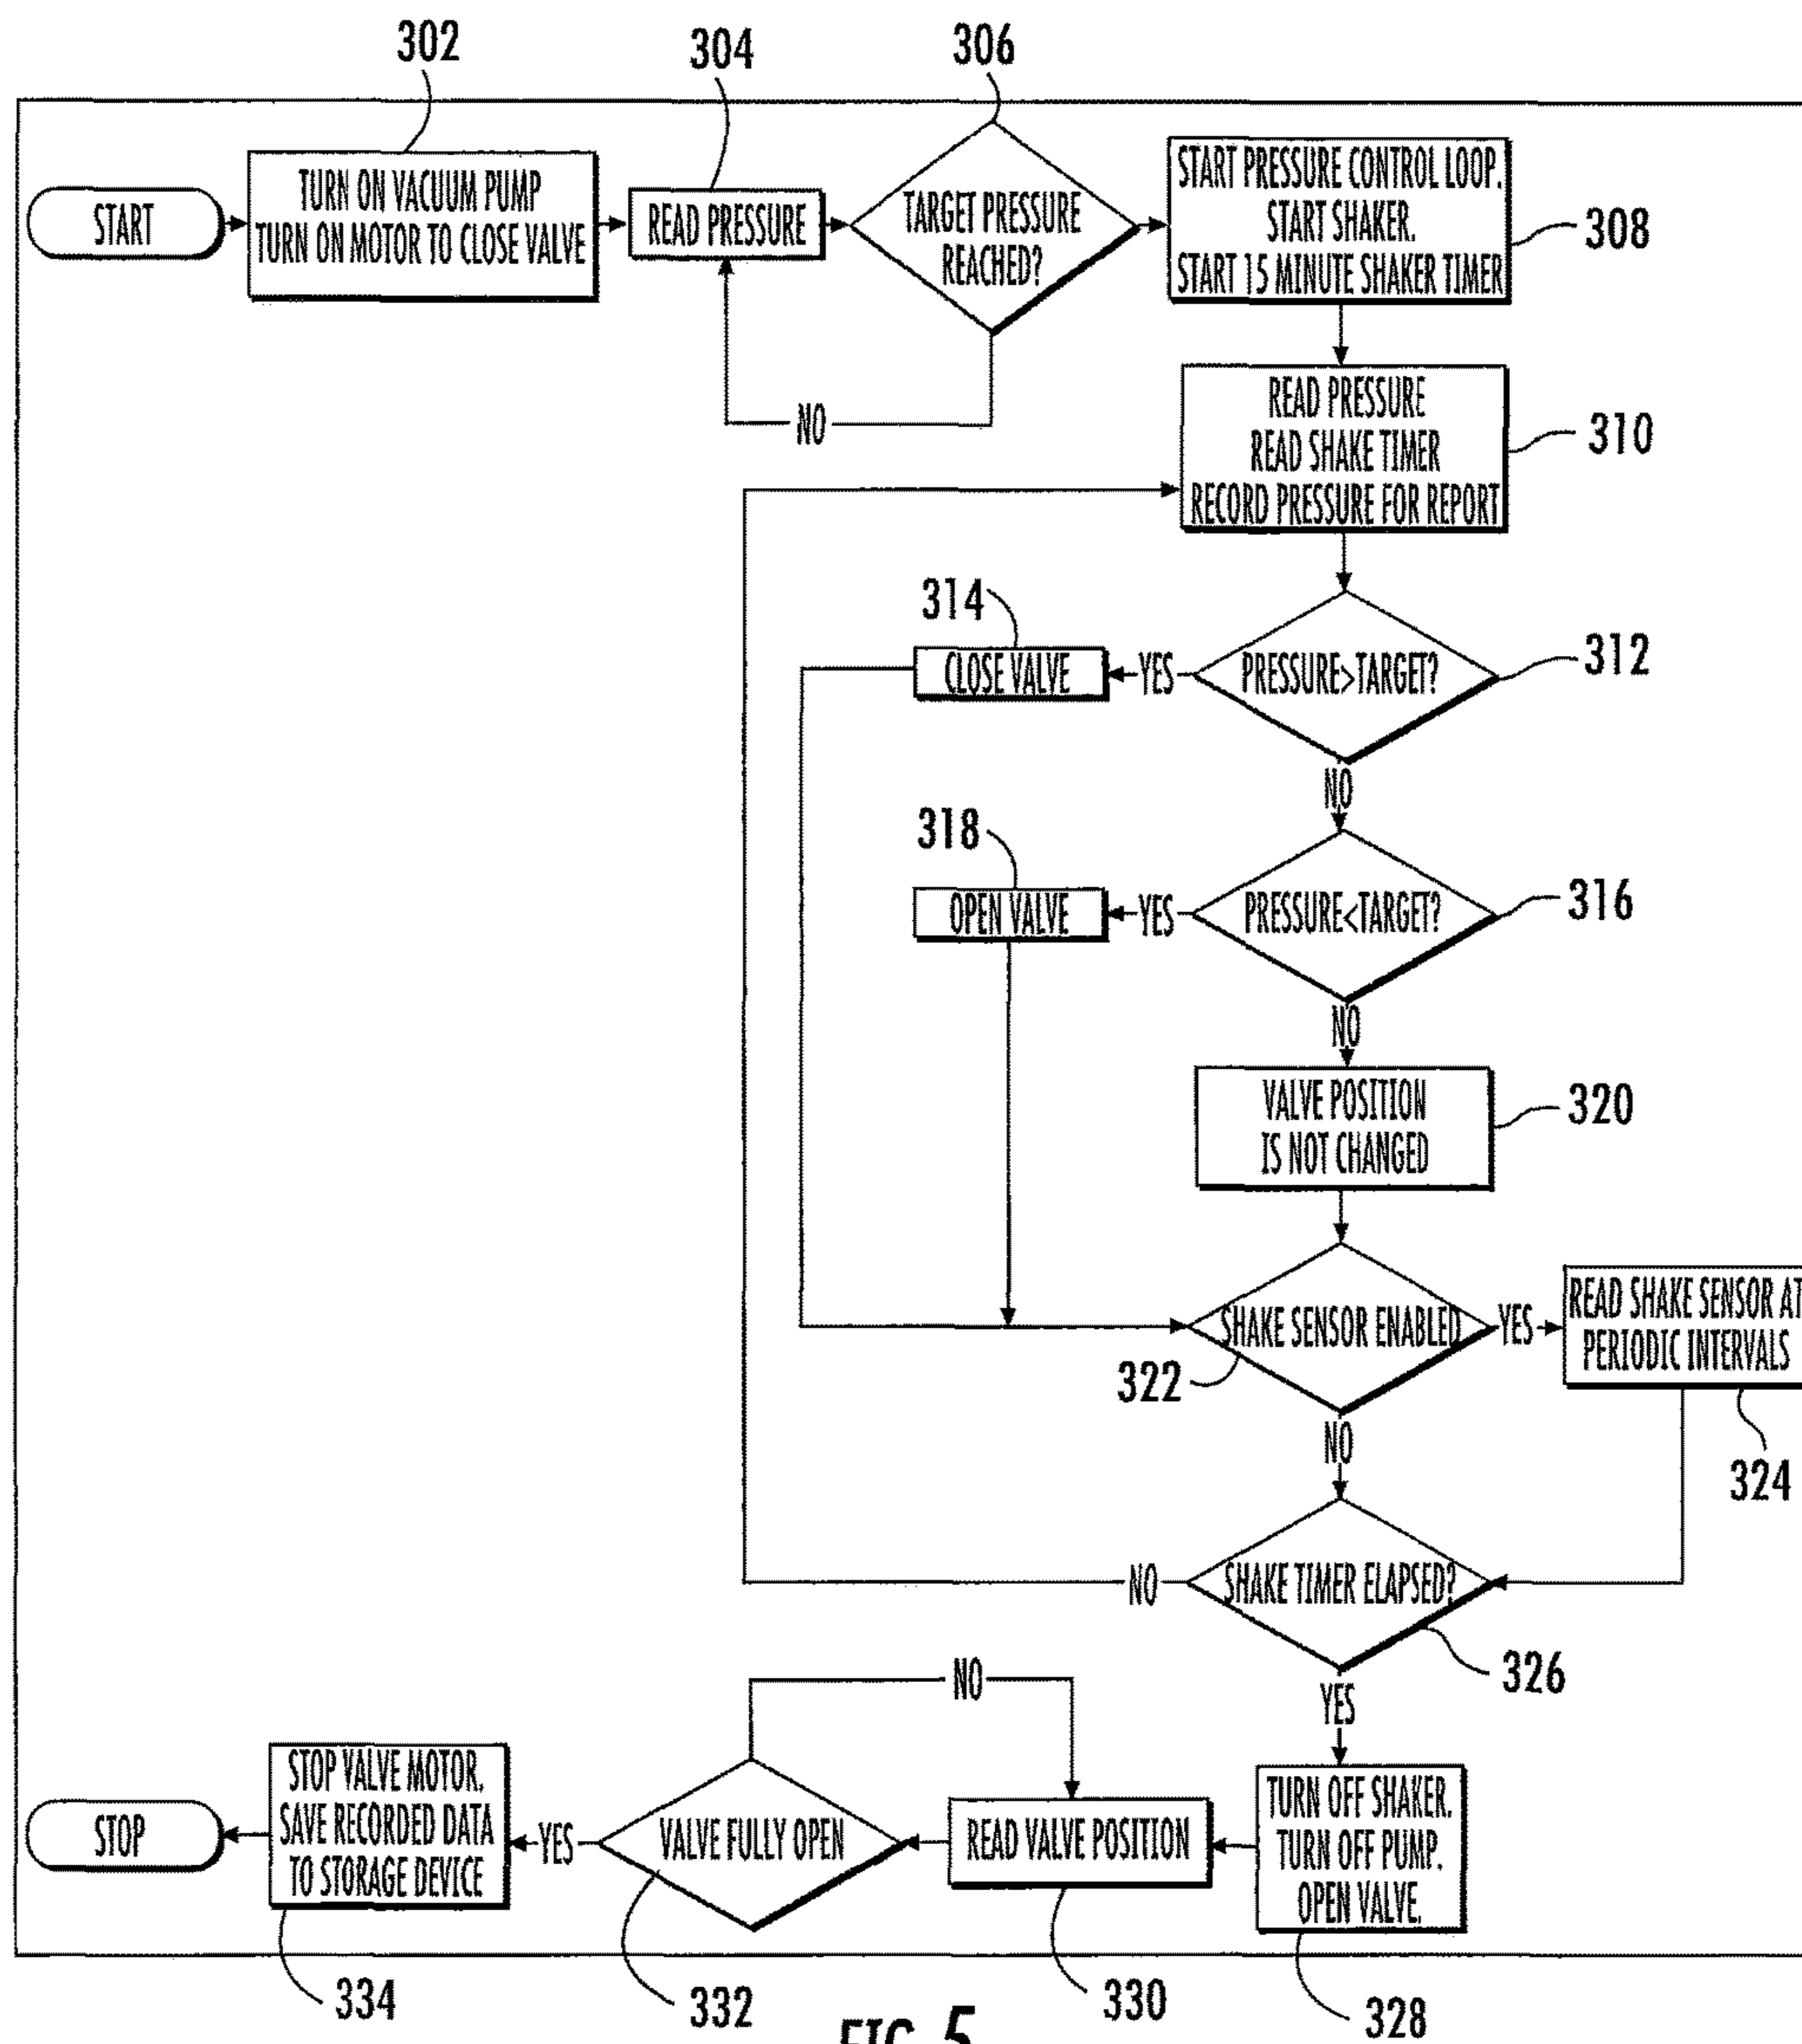 302
304
306
START
TURN ON VACUUM PUMP
TURN ON MOTOR TO CLOSE VALVE
READ PRESSURE
TARGET PRESSURE
REACHED?
START PRESSURE CONTROL LOOP.
START SHAKER.
START 15 MINUTE SHAKER TIMER
308
NO
READ PRESSURE
READ SHAKE TIMER
RECORD PRESSURE FOR REPORT
310
314
CLOSE VALVE
YES
PRESSURE>TARGET?
312
NO
318
OPEN VALVE
YES
PRESSURE<TARGET?
316
NO
VALVE POSITION
IS NOT CHANGED
320
SHAKE SENSOR ENABLED
322
YES
READ SHAKE SENSOR AT
PERIODIC INTERVALS
324
NO
NO
SHAKE TIMER ELAPSED?
326
YES
NO
STOP
STOP VALVE MOTOR.
SAVE RECORDED DATA
TO STORAGE DEVICE
YES
VALVE FULLY OPEN
READ VALVE POSITION
TURN OFF SHAKER.
TURN OFF PUMP.
OPEN VALVE.
334
332
330
328
FIG. 5